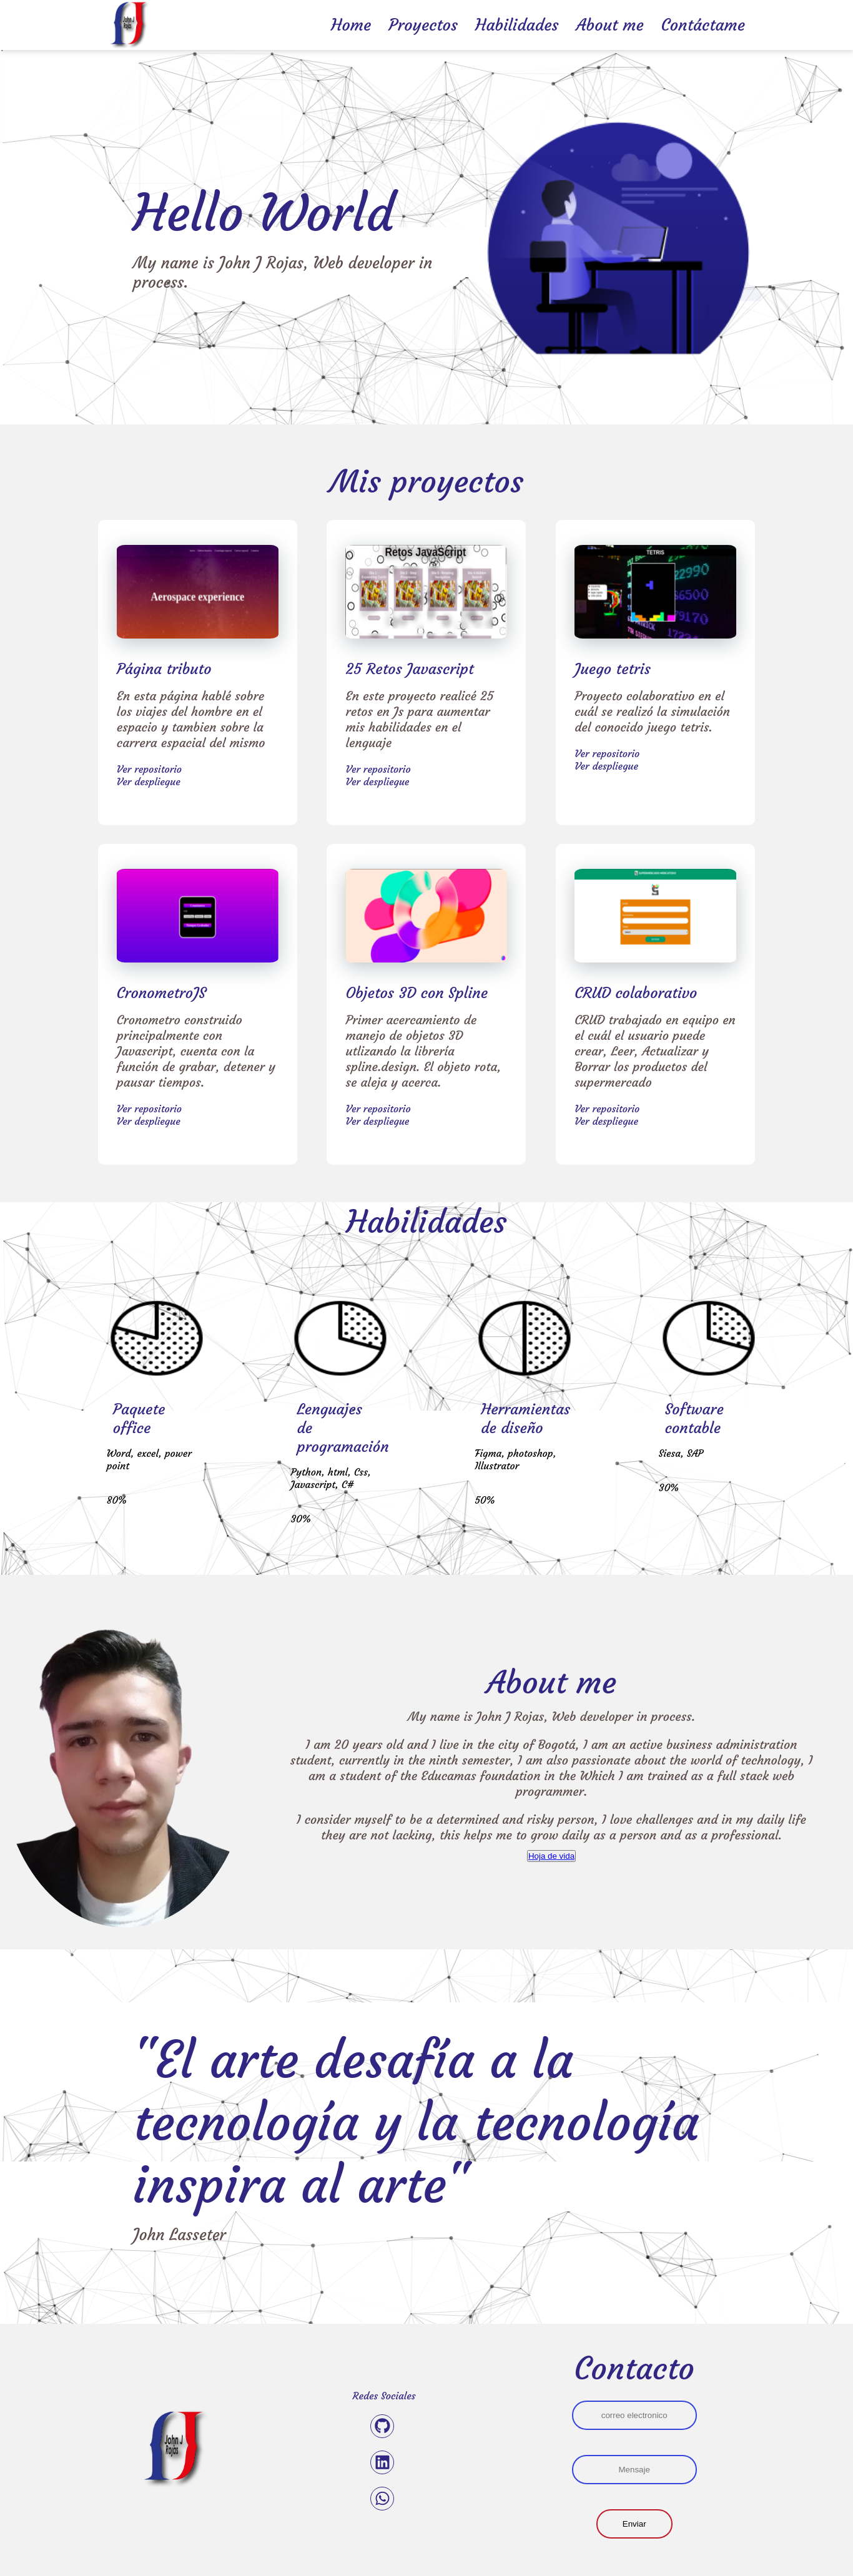 John J
Rojas
Home Proyectos Habilidades About me Contáctame
Hello World
My name is John J Rojas, Web developer in
process.
Mis proyectos
Aerospace experience
Página tributo
En esta página hablé sobre
los viajes del hombre en el
espacio y tambien sobre la
carrera espacial del mismo
Ver repositorio
Ver despliegue
Retos JavaScript
25 Retos Javascript
En este proyecto realicé 25
retos en Js para aumentar
mis habilidades en el
lenguaje
Ver repositorio
Ver despliegue
TETRIS
Juego tetris
Proyecto colaborativo en el
cuál se realizó la simulación
del conocido juego tetris.
Ver repositorio
Ver despliegue
CronometroJS
Cronometro construido
principalmente con
Javascript, cuenta con la
función de grabar, detener y
pausar tiempos.
Ver repositorio
Ver despliegue
Objetos 3D con Spline
Primer acercamiento de
manejo de objetos 3D
utlizando la librería
spline.design. El objeto rota,
se aleja y acerca.
Ver repositorio
Ver despliegue
CRUD colaborativo
CRUD trabajado en equipo en
el cuál el usuario puede
crear, Leer, Actualizar y
Borrar los productos del
supermercado
Ver repositorio
Ver despliegue
Habilidades
Paquete
office
Word, excel, power
point
80%
Lenguajes
de
programación
Python, html, Css,
Javascript, C#
30%
Herramientas
de diseño
Figma, photoshop,
Illustrator
50%
Software
contable
Siesa, SAP
30%
About me
My name is John J Rojas, Web developer in process.
I am 20 years old and I live in the city of Bogotá, I am an active business administration
student, currently in the ninth semester, I am also passionate about the world of technology, I
am a student of the Educamas foundation in the Which I am trained as a full stack web
programmer.
I consider myself to be a determined and risky person, I love challenges and in my daily life
they are not lacking, this helps me to grow daily as a person and as a professional.
Hoja de vida
"El arte desafía a la
tecnología y la tecnología
inspira al arte"
John Lasseter
John J
Rojas
Redes Sociales
Contacto
correo electronico
Mensaje
Enviar